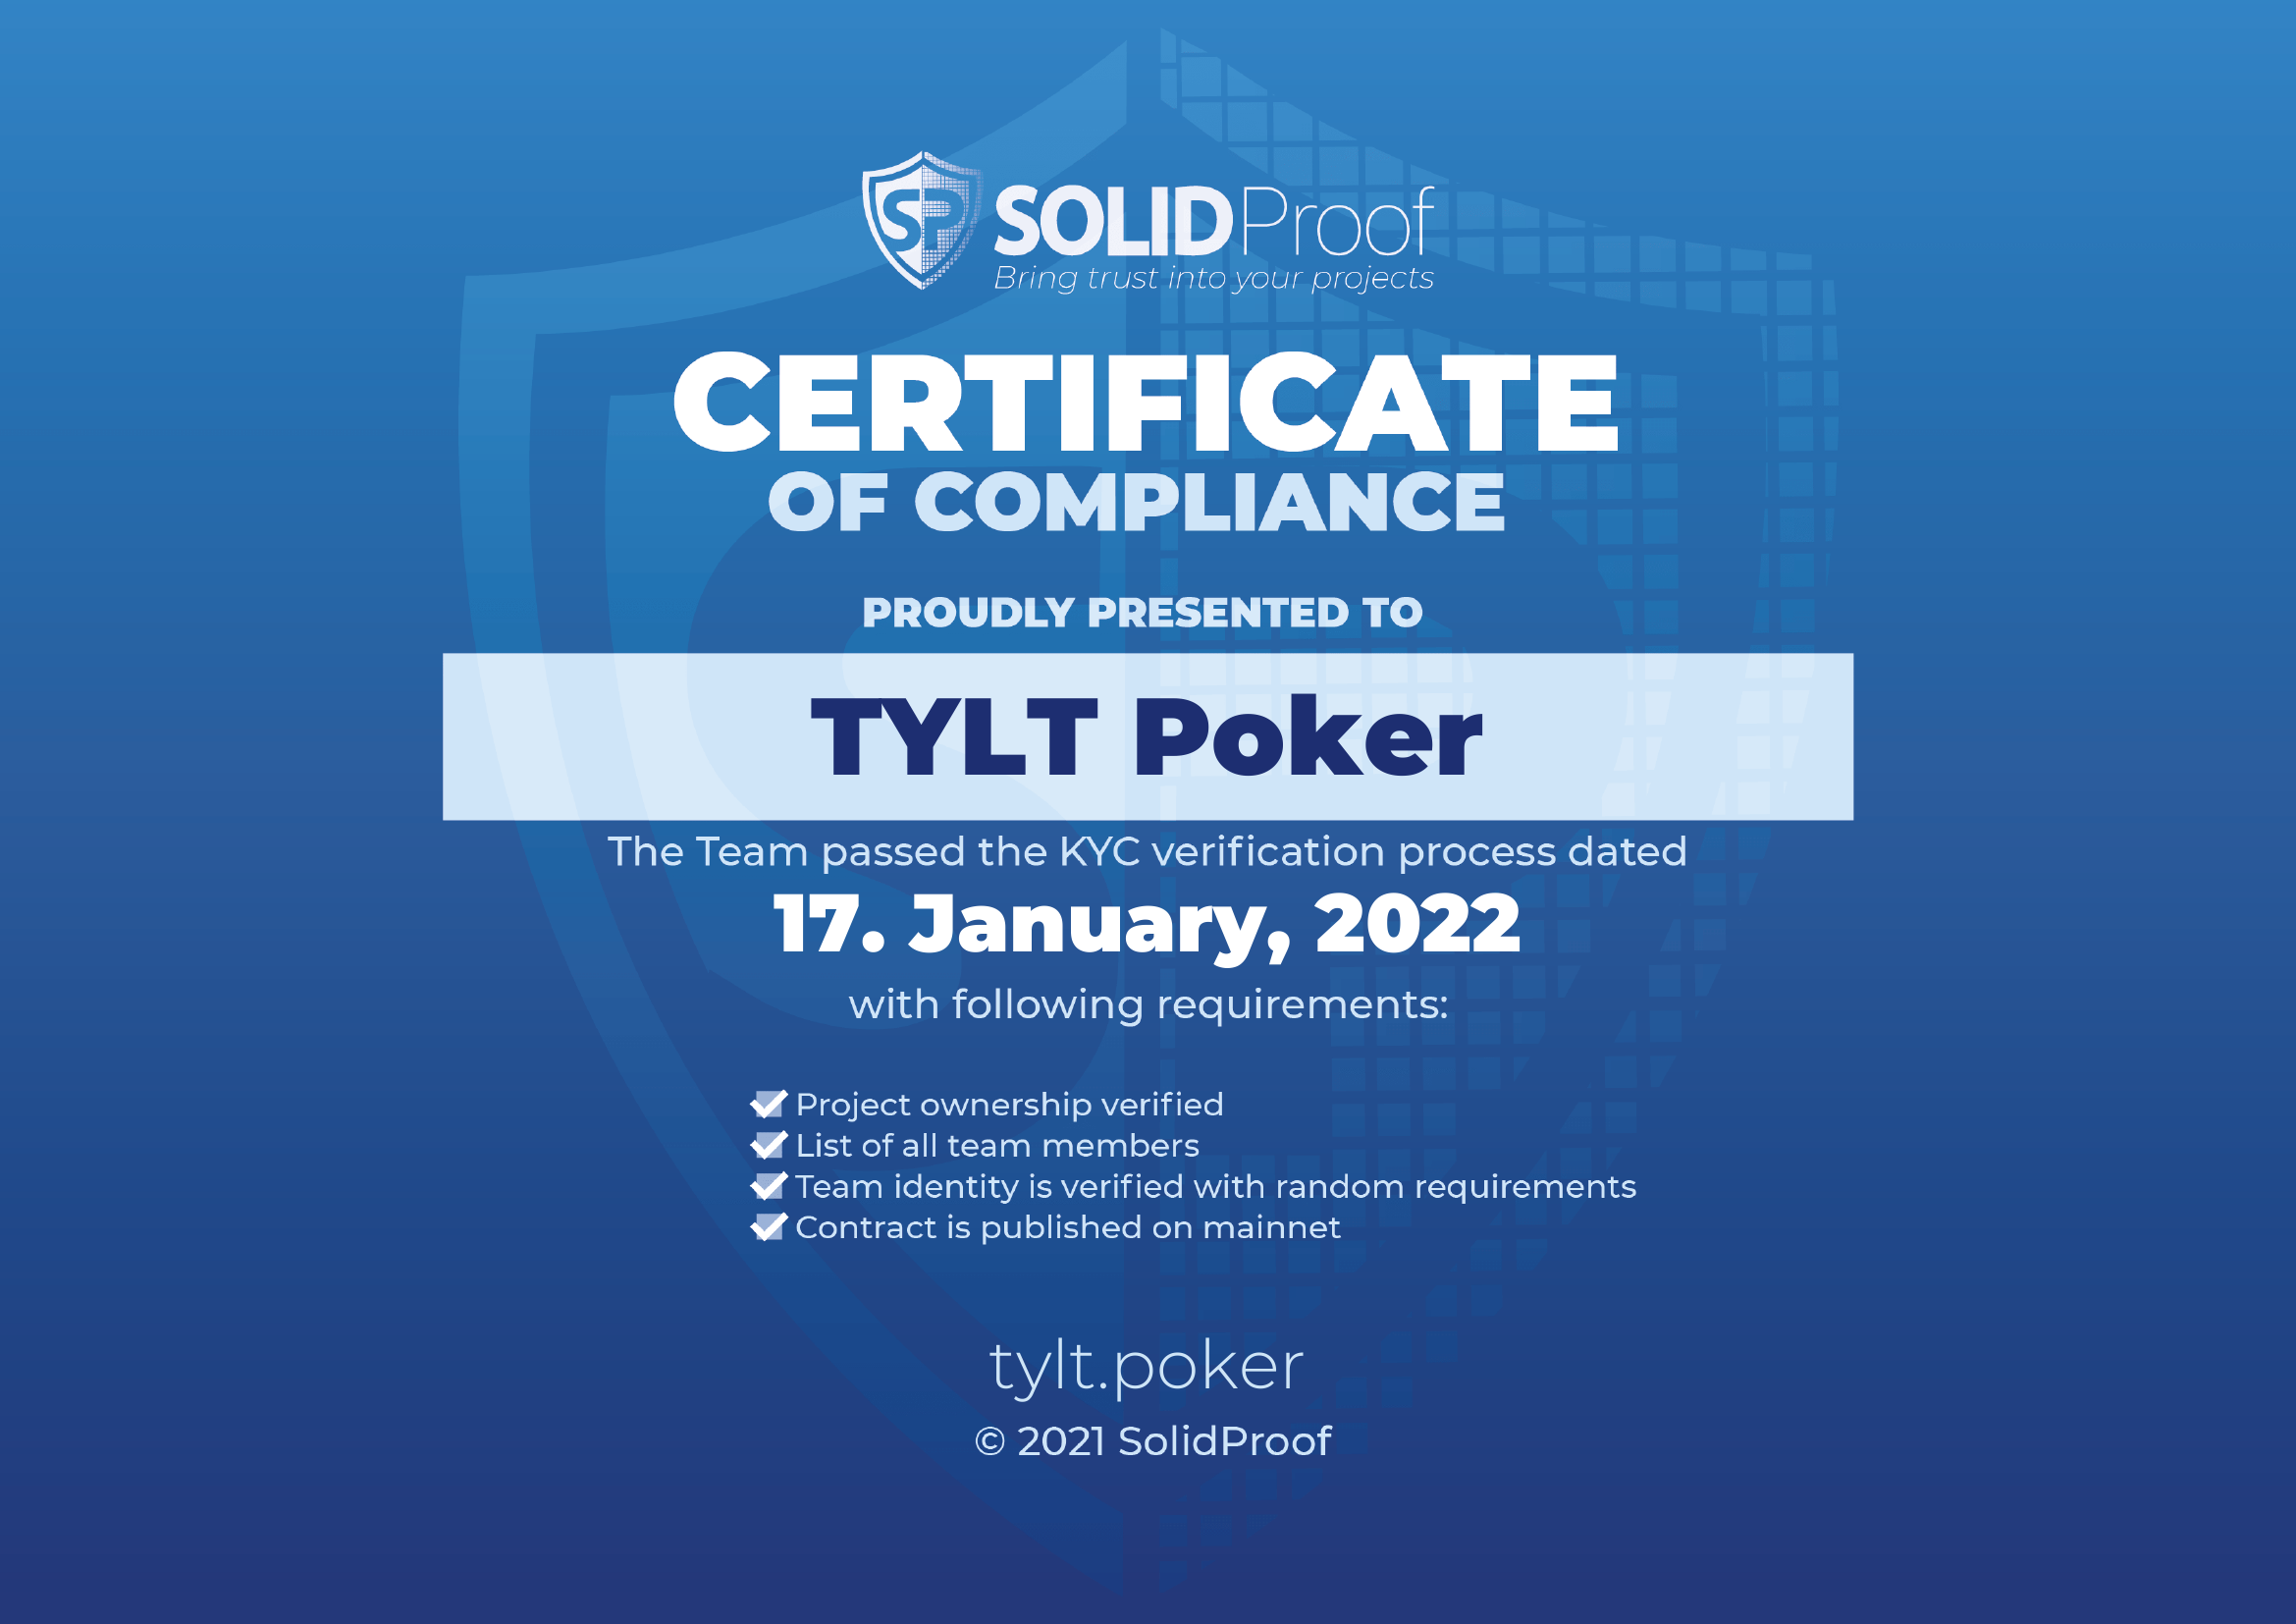 SP SOLIDProof
Bring trust into your projects
CERTIFICATE
OF COMPLIANCE
PROUDLY PRESENTED TO
TYLT Poker
The Team passed the KYC verification process dated
17. January, 2022
with following requirements:
Project ownership verified
List of all team members
Team identity is verified with random requirements
Contract is published on mainnet
tylt.poker
© 2021 SolidProof